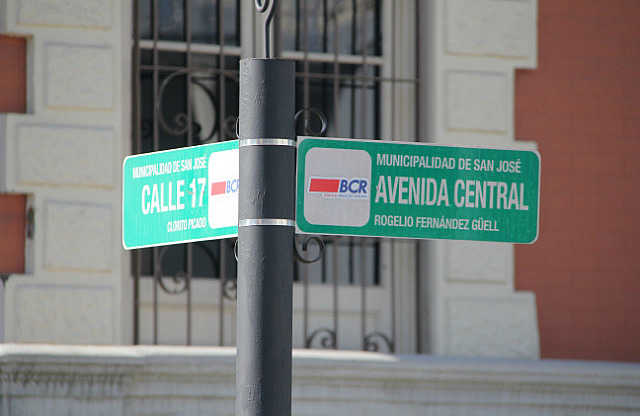 MUNICIPALIDAD DE SAN JOSÉ
CALLE 17
CLORITO PICADO
BCR
BCR
MUNICIPALIDAD DE SAN JOSÉ
AVENIDA CENTRAL
ROGELIO FERNÁNDEZ GÜELL